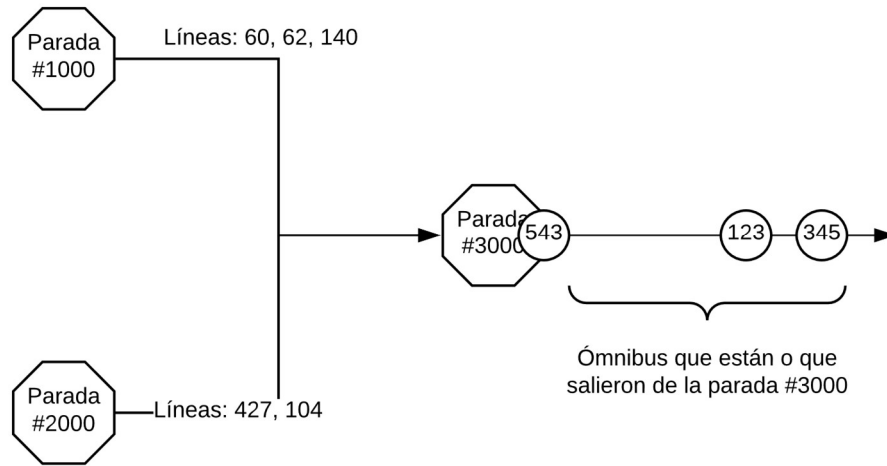 Parada
#1000
Líneas: 60, 62, 140
Parada
#3000
543
123
345
Ómnibus que están o que
salieron de la parada #3000
Parada
#2000
Líneas: 427, 104